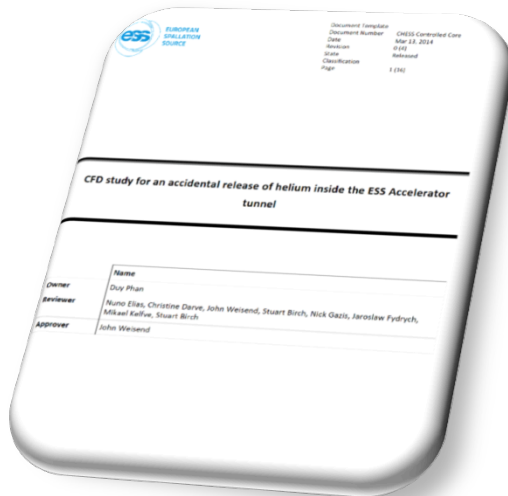 ess
EUROPEAN
SPALLATION
SOURCE
Document Template
Document Number CHESS Controlled Core
Date Mar 13, 2014
Revision 0 (4)
State Released
Classification
Page 1 (36)
CFD study for an accidental release of helium inside the ESS Accelerator
tunnel
Name
Owner Duy Phan
Reviewer Nuno Elias, Christine Darve, John Weisend, Stuart Birch, Nick Gazis, Jaroslaw Fydrych,
Mikael Kelfve, Stuart Birch
Approver John Weisend